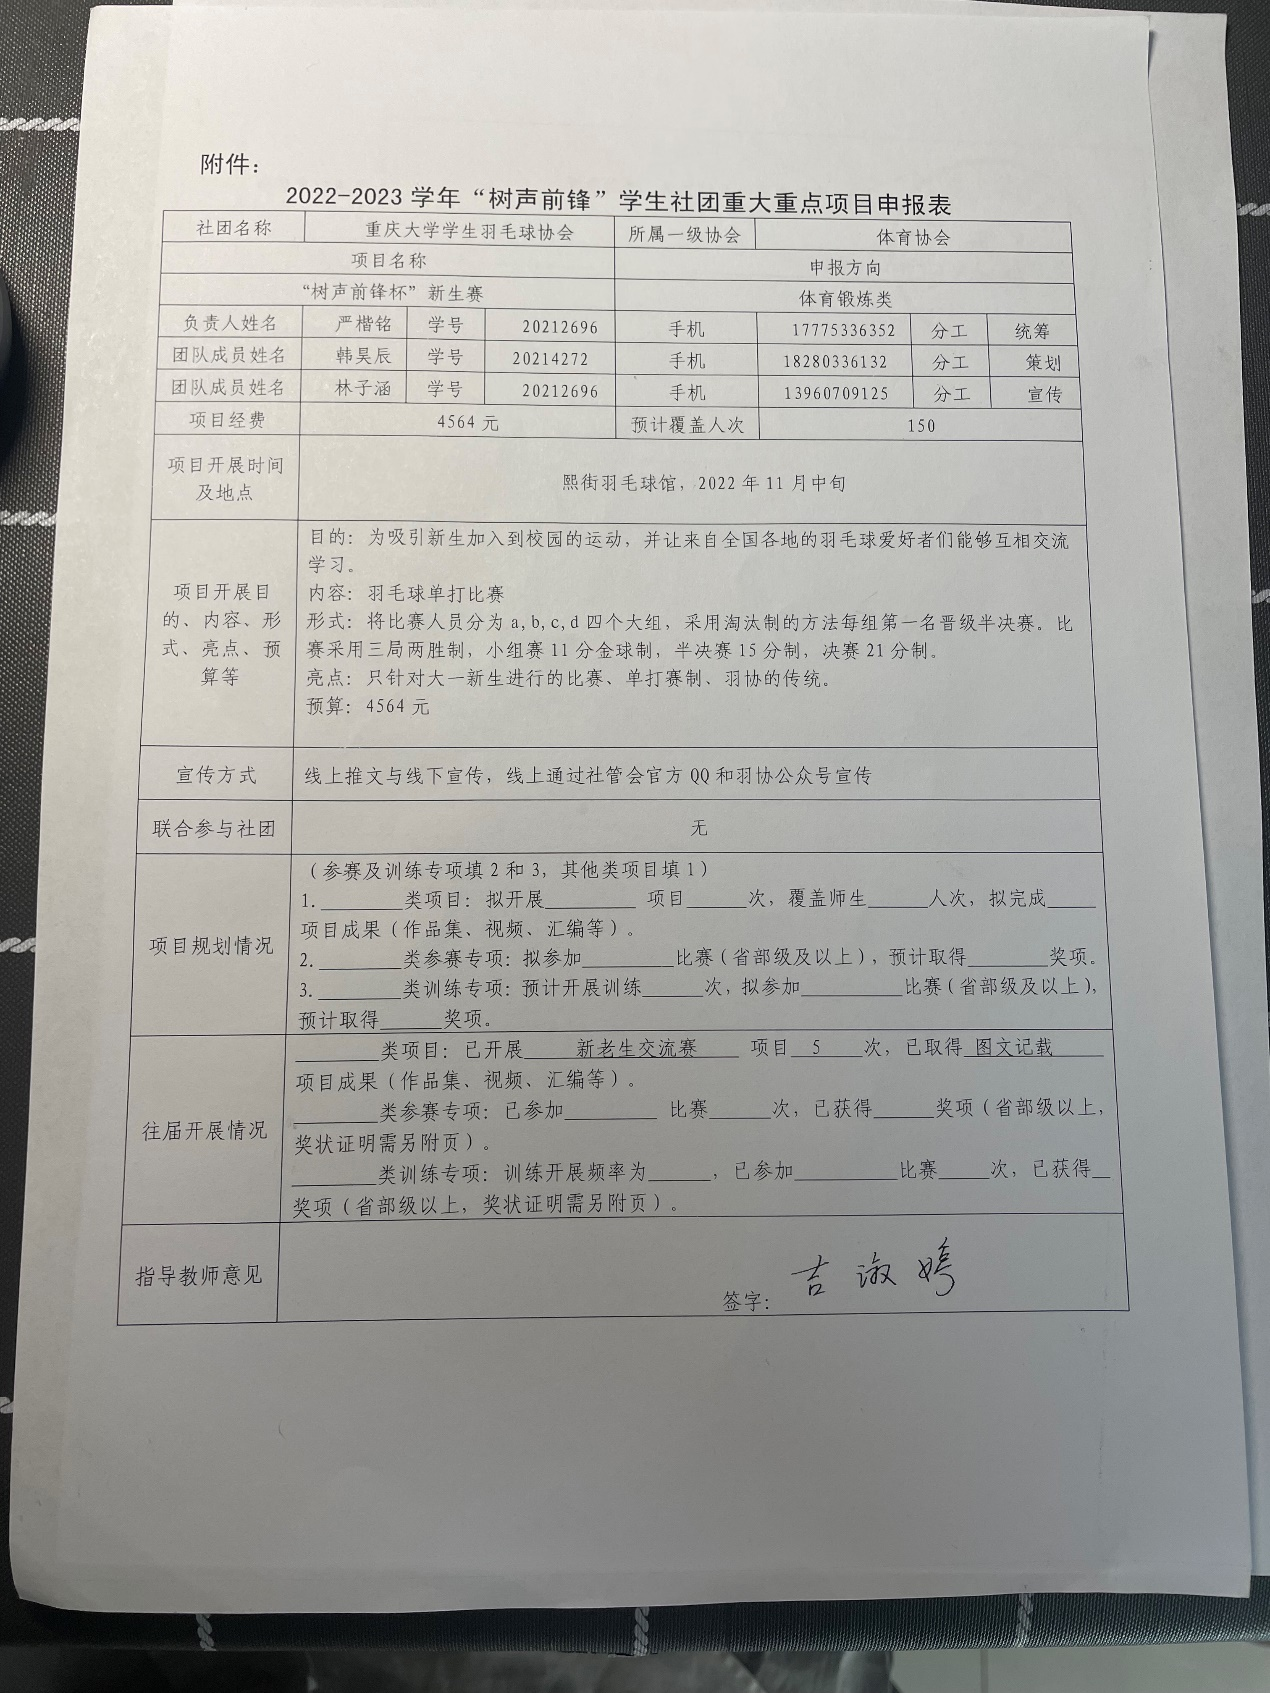 附件：
2022-2023 学年“树声前锋”学生社团重大重点项目申报表
社团名称 重庆大学学生羽毛球协会 所属一级协会 体育协会
项目名称 申报方向
“树声前锋杯”新生赛 体育锻炼类
负责人姓名 严楷铭 学号 20212696 手机 17775336352 分工 统筹
团队成员姓名 韩昊辰 学号 20214272 手机 18280336132 分工 策划
团队成员姓名 林子涵 学号 20212696 手机 13960709125 分工 宣传
项目经费 4564 元 预计覆盖人次 150
项目开展时间
及地点
熙街羽毛球馆，2022 年 11 月中旬
项目开展目
的、内容、形
式、亮点、预
算等
目的：为吸引新生加入到校园的运动，并让来自全国各地的羽毛球爱好者们能够互相交流
学习。
内容：羽毛球单打比赛
形式：将比赛人员分为 a,b,c,d 四个大组，采用淘汰制的方法每组第一名晋级半决赛。比
赛采用三局两胜制，小组赛 11 分金球制，半决赛 15 分制，决赛 21 分制。
亮点：只针对大一新生进行的比赛、单打赛制、羽协的传统。
预算：4564 元
宣传方式 线上推文与线下宣传，线上通过社管会官方 QQ 和羽协公众号宣传
联合参与社团 无
项目规划情况
（参赛及训练专项填 2 和 3，其他类项目填 1）
1. ________类项目：拟开展_________ 项目______次，覆盖师生______人次，拟完成_____
项目成果（作品集、视频、汇编等）。
2. ________类参赛专项：拟参加_________比赛（省部级及以上），预计取得________奖项。
3. ________类训练专项：预计开展训练______次，拟参加__________比赛（省部级及以上），
预计取得______奖项。
往届开展情况
________类项目：已开展_____新老生交流赛____ 项目__5____次，已取得_图文记载_____
项目成果（作品集、视频、汇编等）。
________类参赛专项：已参加_________ 比赛______次，已获得______奖项（省部级以上，
奖状证明需另附页）。
________类训练专项：训练开展频率为______，已参加__________比赛_____次，已获得__
奖项（省部级以上，奖状证明需另附页）。
指导教师意见
签字：吉淑娉